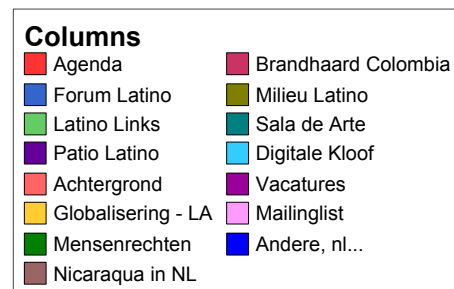 Columns
Agenda
Forum Latino
Latino Links
Patio Latino
Achtergrond
Globalisering - LA
Mensenrechten
Nicaraqua in NL
Brandhaard Colombia
Milieu Latino
Sala de Arte
Digitale Kloof
Vacatures
Mailinglist
Andere, nl...